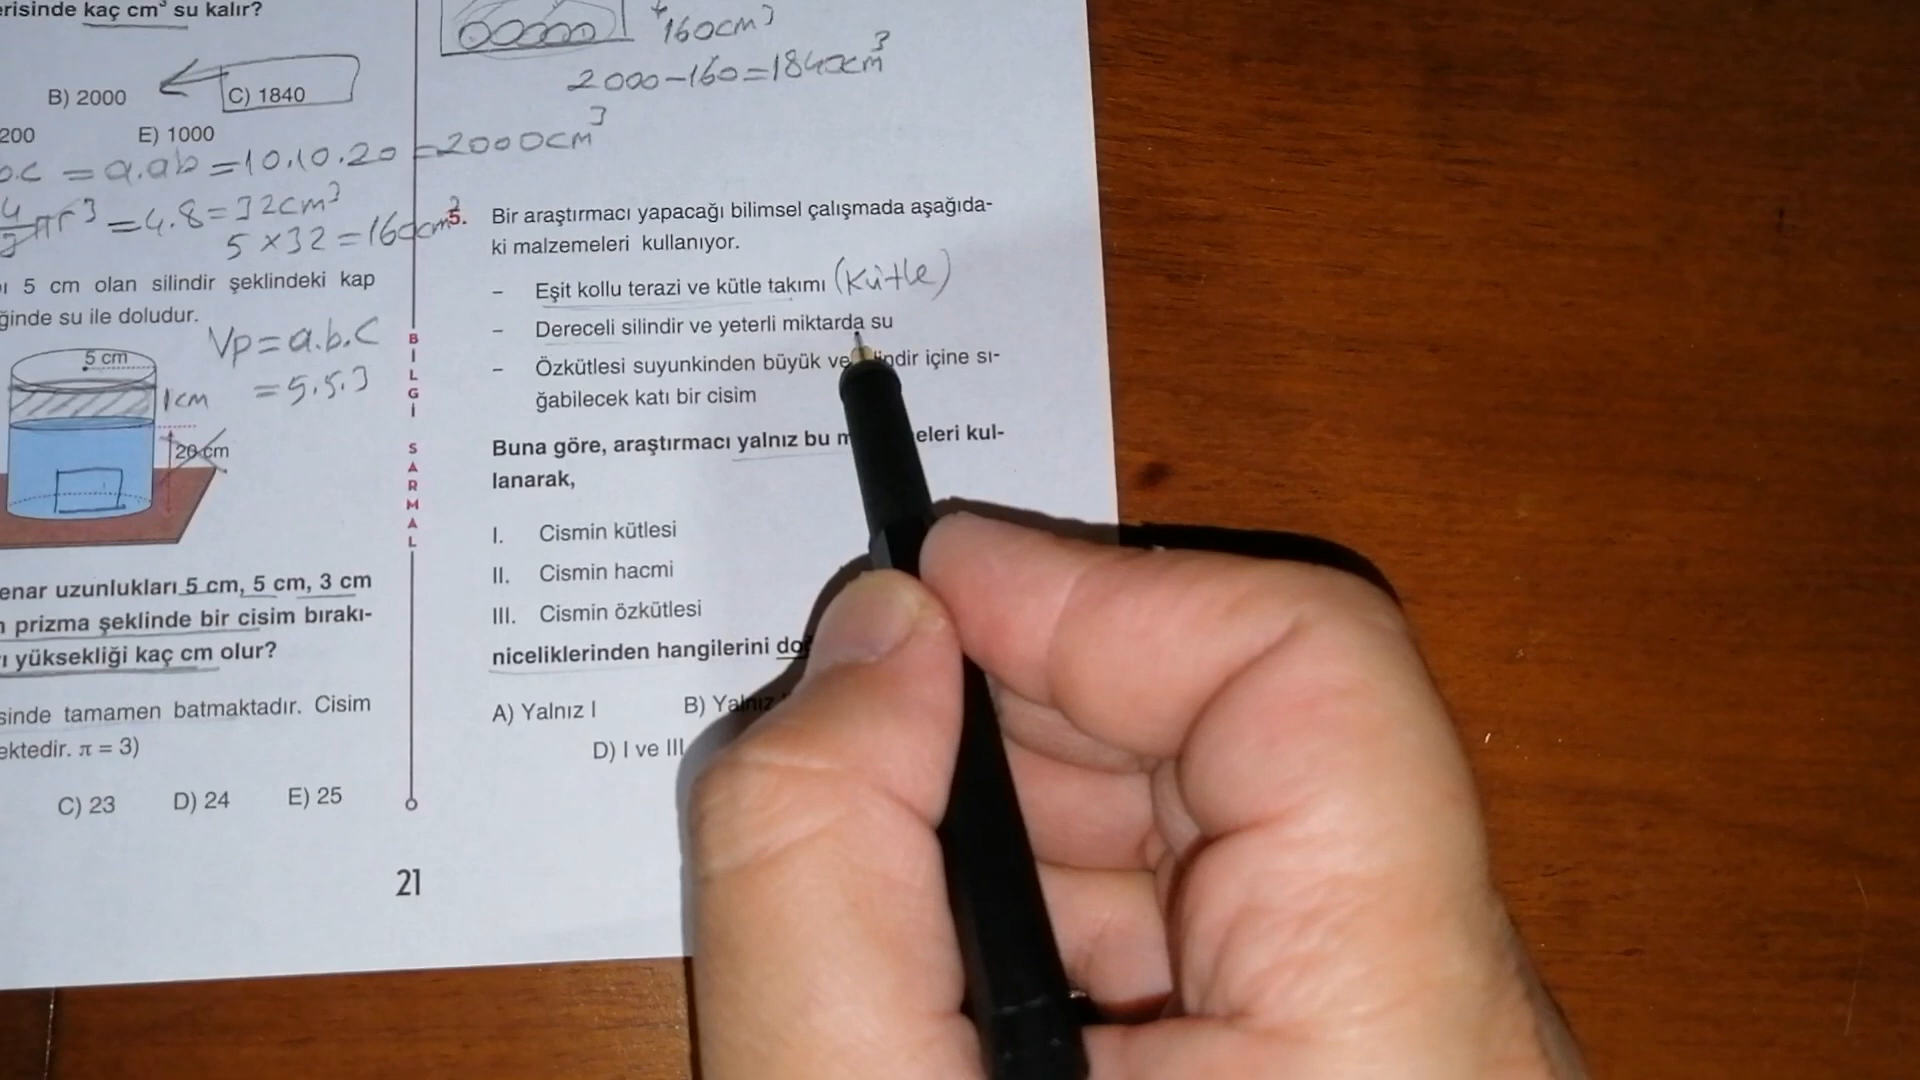 erisinde kaç cm³ su kalır?
B) 2000
C) 1840
200
E) 1000
= a.ab = 10.10.20 = 2000cm³
πr³ = 4.8 = 32cm³
5 x 32 = 160cm³
5 cm olan silindir şeklindeki kap
ğinde su ile doludur.
Vp = a.b.c
= 5.5.3
5 cm
1cm
20 cm
enar uzunlukları 5 cm, 5 cm, 3 cm
prizma şeklinde bir cisim bırakı-
yüksekliği kaç cm olur?
sinde tamamen batmaktadır. Cisim
ektedir. π = 3)
C) 23
D) 24
E) 25
BİLGİ SARMAL
21
160cm³
2000-160=1840cm³
5. Bir araştırmacı yapacağı bilimsel çalışmada aşağıda-
ki malzemeleri kullanıyor.
- Eşit kollu terazi ve kütle takımı (Kütle)
- Dereceli silindir ve yeterli miktarda su
- Özkütlesi suyunkinden büyük ve indir içine sı-
ğabilecek katı bir cisim
Buna göre, araştırmacı yalnız bu m eleri kul-
lanarak,
I. Cismin kütlesi
II. Cismin hacmi
III. Cismin özkütlesi
niceliklerinden hangilerini
A) Yalnız I
B) Yalnız
D) I ve III